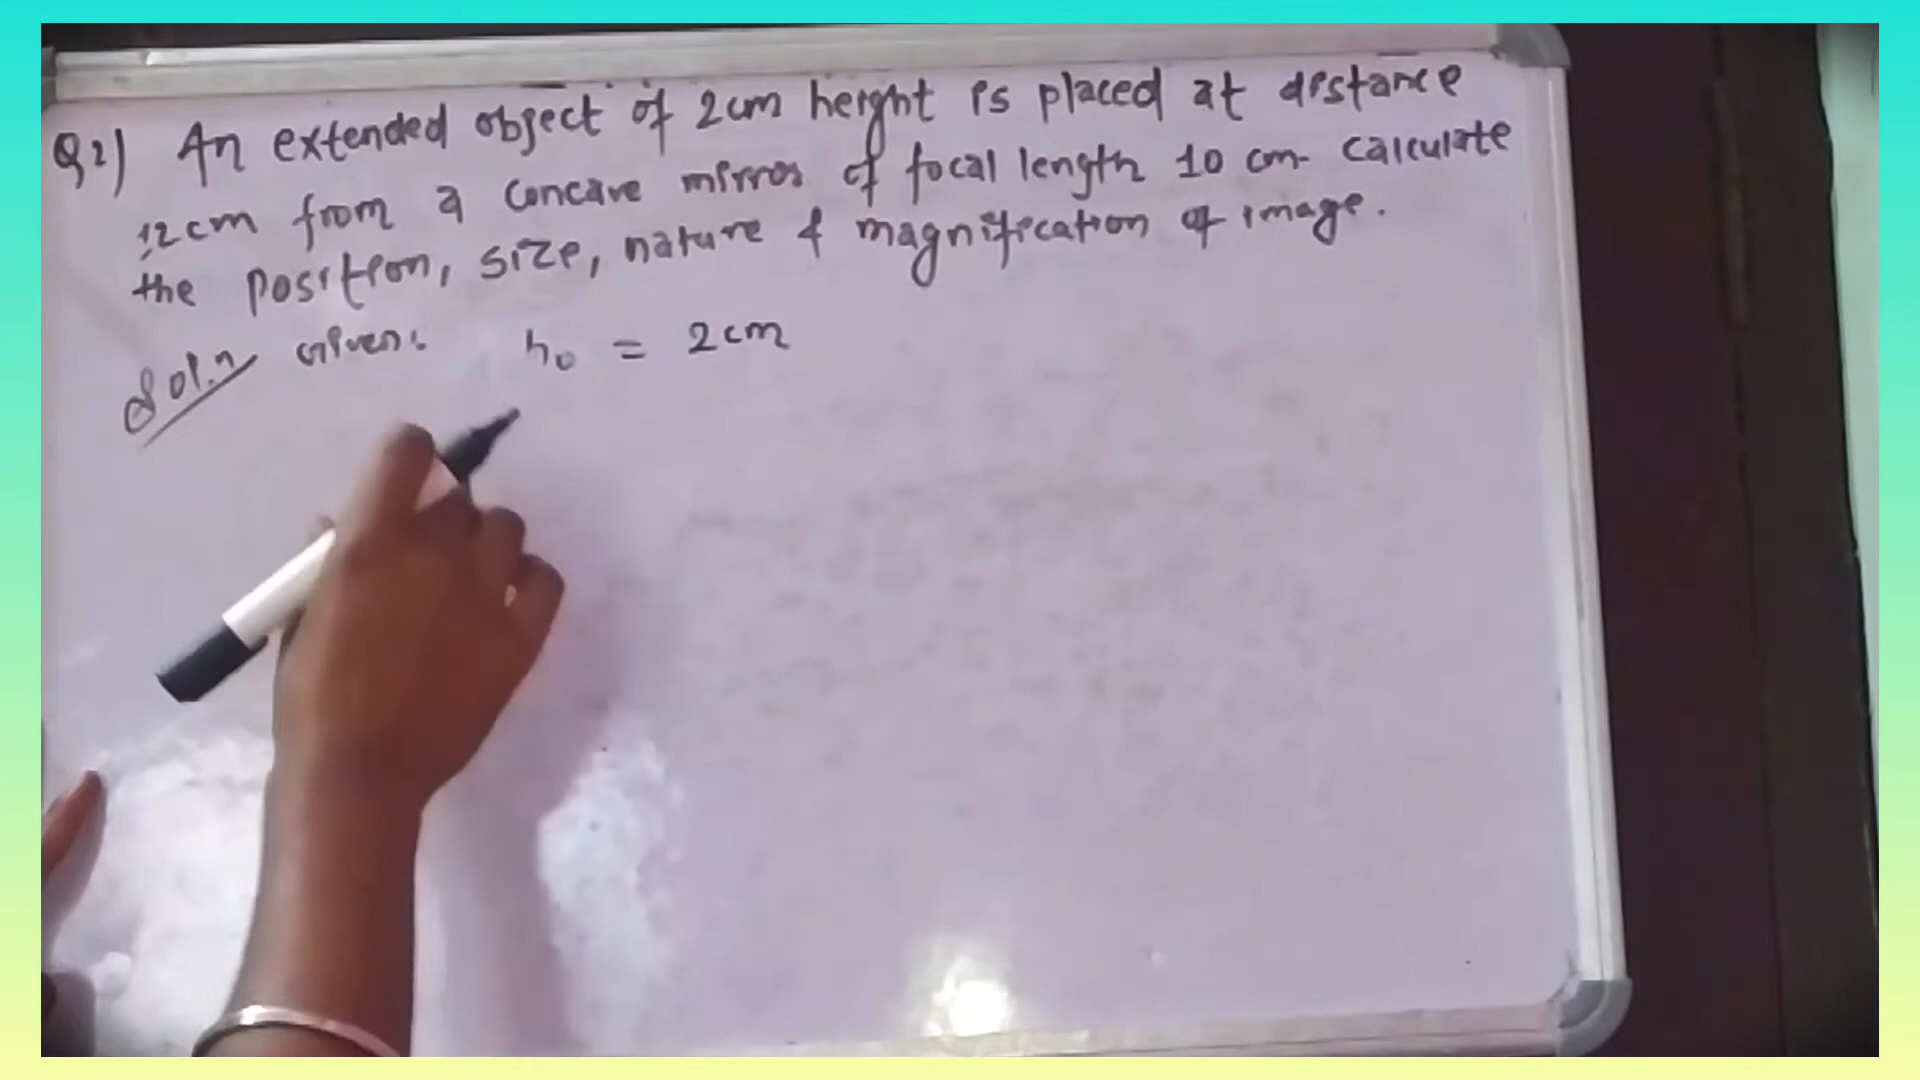 Q2) An extended object of 2cm height is placed at distance
12cm from a concave mirror of focal length 10 cm. calculate
the position, size, nature & magnification of image.
Sol.n Given: h₀ = 2cm